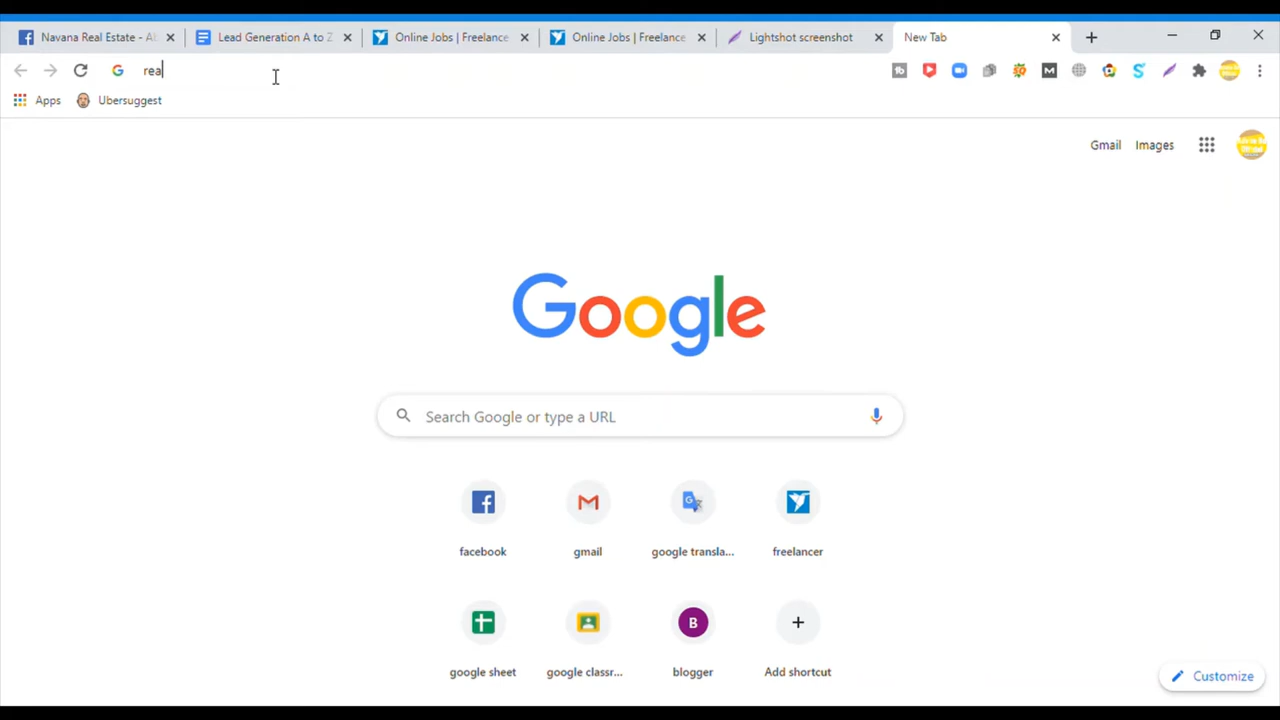 Navana Real Estate - Ab
Lead Generation A to Z
Online Jobs | Freelance
Online Jobs | Freelance
Lightshot screenshot
New Tab
rea
Apps
Ubersuggest
Gmail
Images
Google
Search Google or type a URL
facebook
gmail
google transla...
freelancer
google sheet
google classr...
B
blogger
Add shortcut
Customize